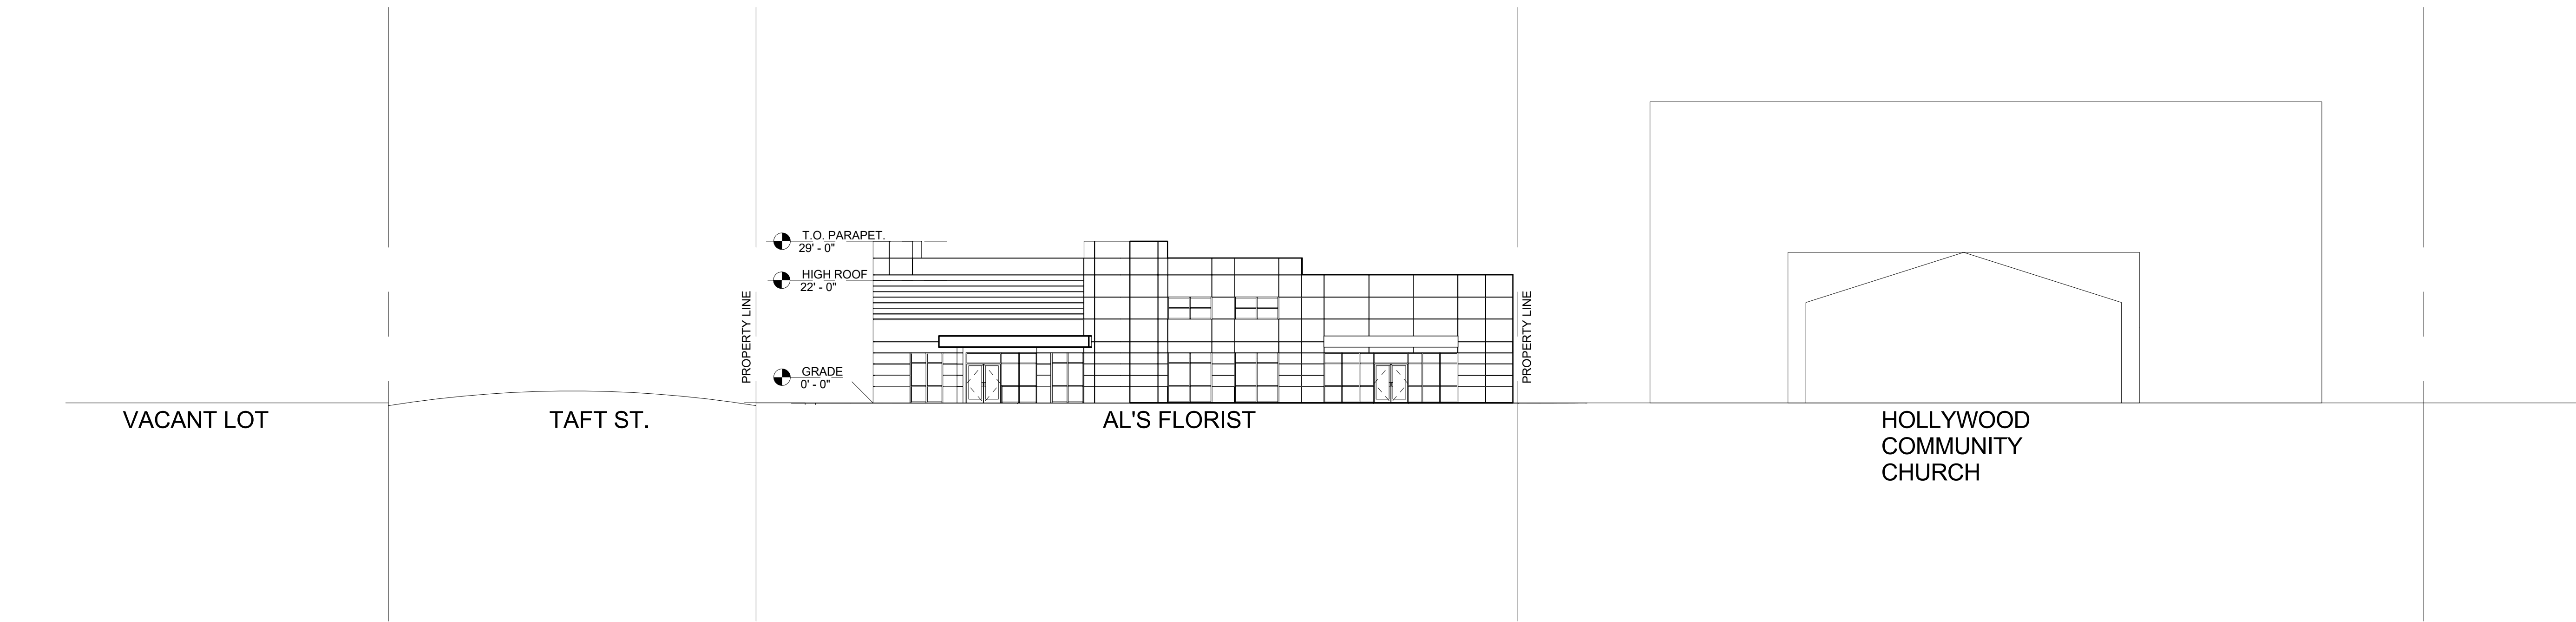 T.O. PARAPET.
29' - 0"
HIGH ROOF
22' - 0"
PROPERTY LINE
PROPERTY LINE
GRADE
0' - 0"
VACANT LOT
TAFT ST.
AL'S FLORIST
HOLLYWOOD
COMMUNITY
CHURCH